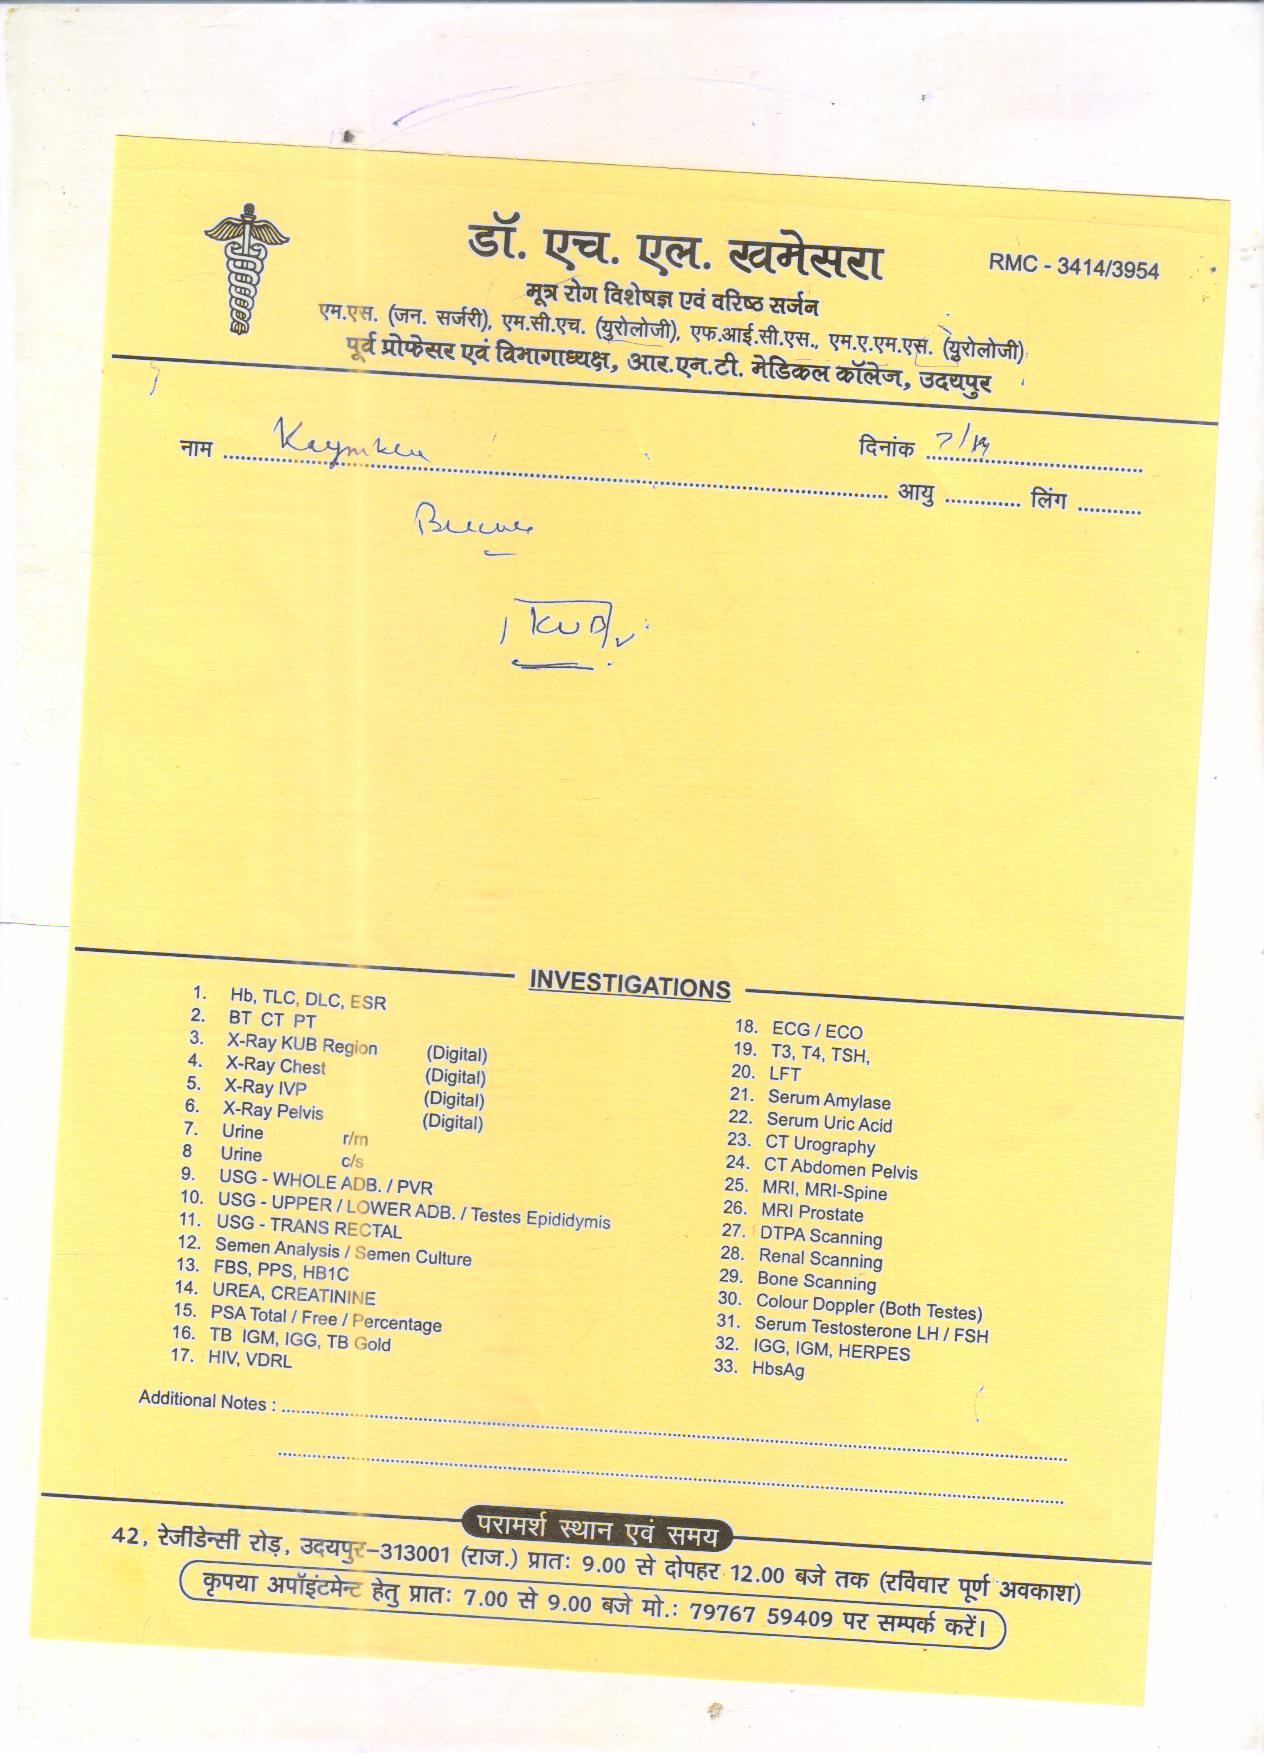 डॉ. एच. एल. खमेसरा
RMC - 3414/3954
मूत्र रोग विशेषज्ञ एवं वरिष्ठ सर्जन
एम.एस. (जन. सर्जरी), एम.सी.एच. (युरोलोजी), एफ.आई.सी.एस., एम.ए.एम.एस. (युरोलोजी)
पूर्व प्रोफेसर एवं विभागाध्यक्ष, आर.एन.टी. मेडिकल कॉलेज, उदयपुर
नाम
दिनांक
आयु ............ लिंग ..........
KUB
INVESTIGATIONS
1. Hb, TLC, DLC, ESR
2. BT CT PT
3. X-Ray KUB Region (Digital)
4. X-Ray Chest (Digital)
5. X-Ray IVP (Digital)
6. X-Ray Pelvis (Digital)
7. Urine r/m
8 Urine c/s
9. USG - WHOLE ADB. / PVR
10. USG - UPPER / LOWER ADB. / Testes Epididymis
11. USG - TRANS RECTAL
12. Semen Analysis / Semen Culture
13. FBS, PPS, HB1C
14. UREA, CREATININE
15. PSA Total / Free / Percentage
16. TB IGM, IGG, TB Gold
17. HIV, VDRL
18. ECG / ECO
19. T3, T4, TSH,
20. LFT
21. Serum Amylase
22. Serum Uric Acid
23. CT Urography
24. CT Abdomen Pelvis
25. MRI, MRI-Spine
26. MRI Prostate
27. DTPA Scanning
28. Renal Scanning
29. Bone Scanning
30. Colour Doppler (Both Testes)
31. Serum Testosterone LH / FSH
32. IGG, IGM, HERPES
33. HbsAg
Additional Notes :
परामर्श स्थान एवं समय
42, रेजीडेन्सी रोड़, उदयपुर-313001 (राज.) प्रातः 9.00 से दोपहर 12.00 बजे तक (रविवार पूर्ण अवकाश)
कृपया अपॉइंटमेन्ट हेतु प्रातः 7.00 से 9.00 बजे मो.: 79767 59409 पर सम्पर्क करें।